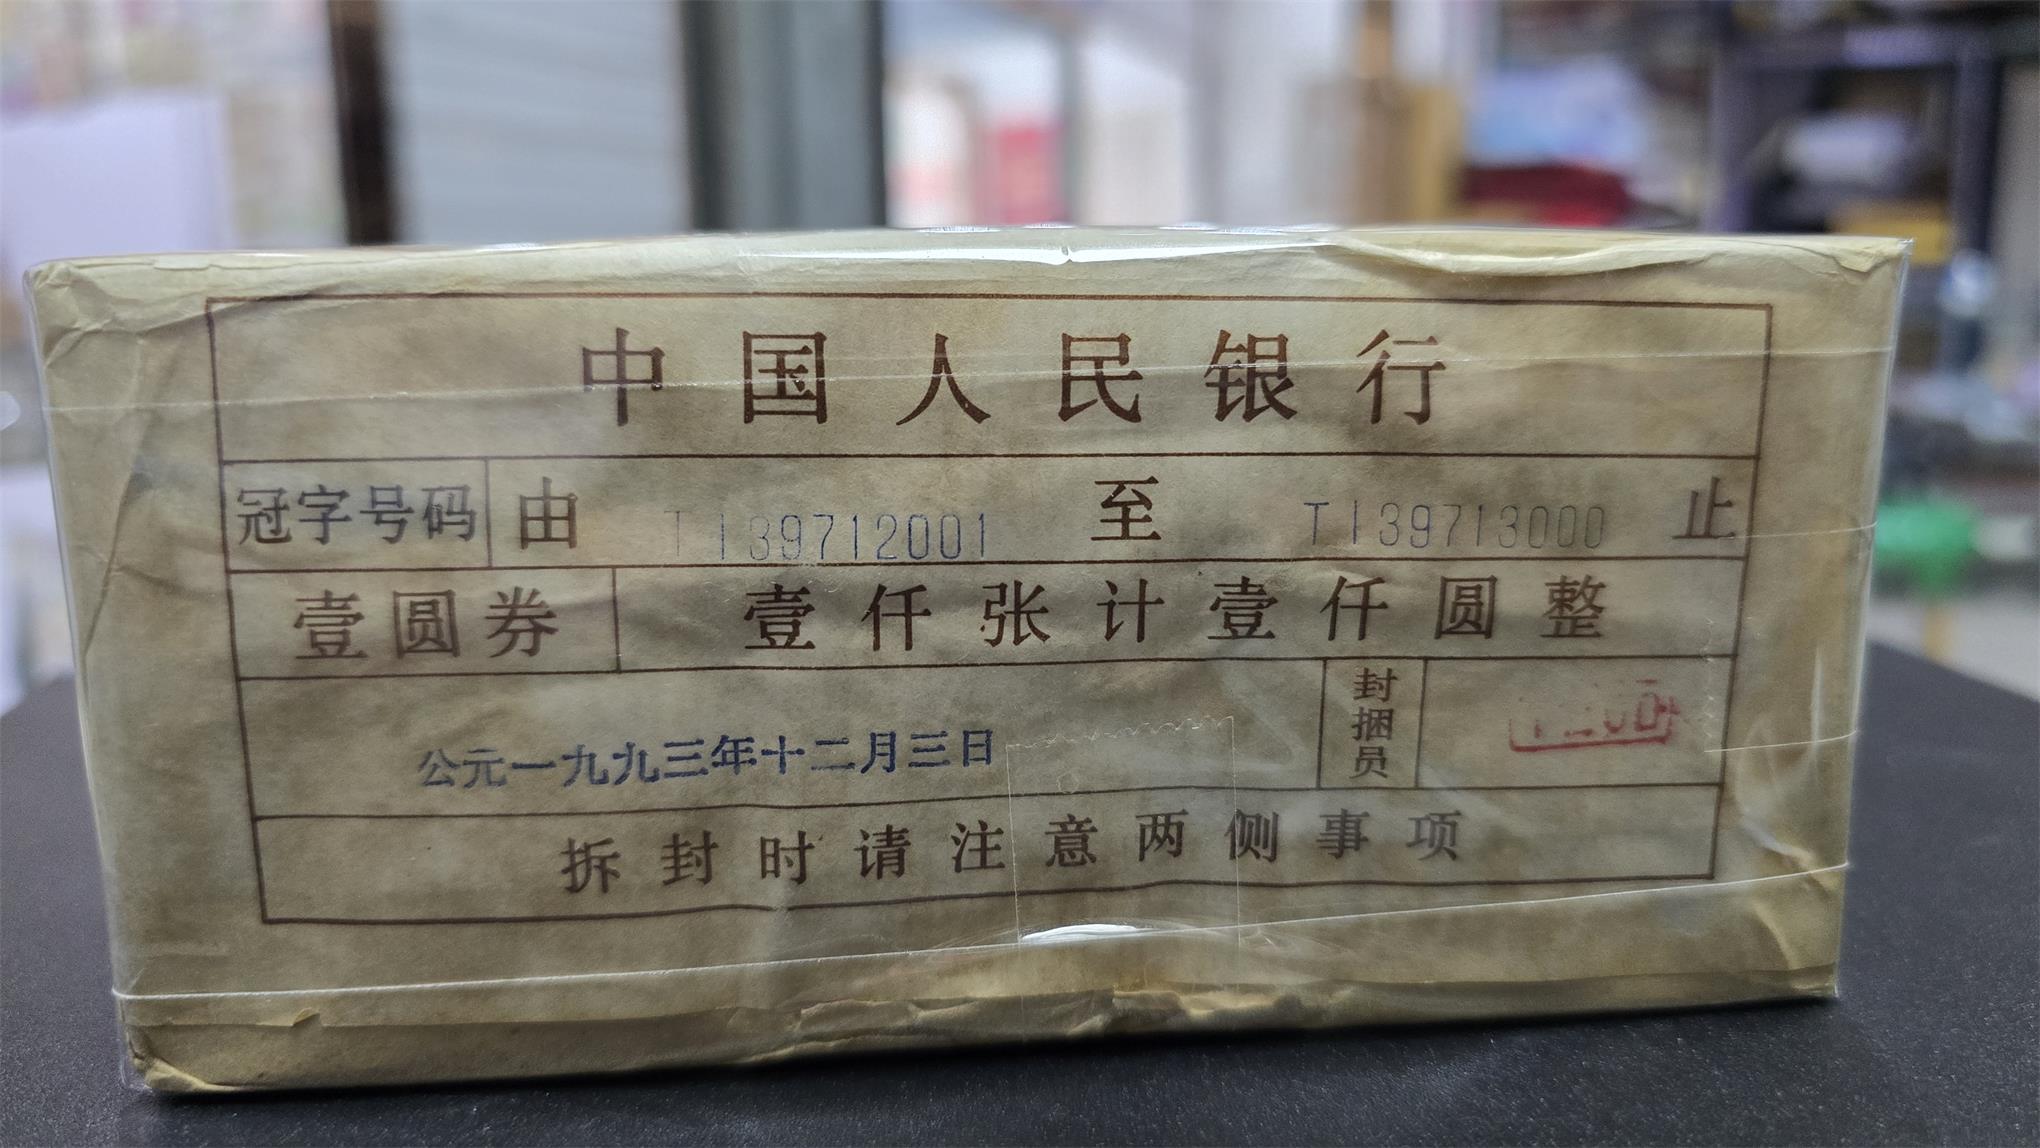 中国人民银行
冠字号码 由 TI39712001 至 TI39713000 止
壹圆券 壹仟张计壹仟圆整
公元一九九三年十二月三日 封捆员
拆封时请注意两侧事项